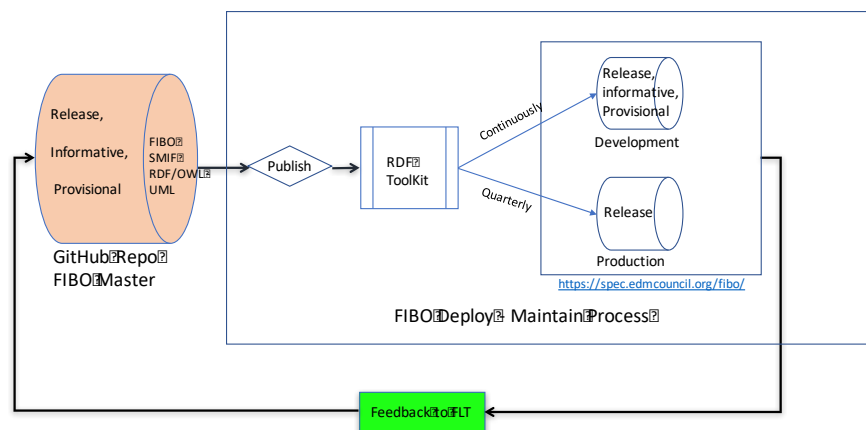 Release,
Informative,
Provisional
FIBO
SMIF
RDF/OWL
UML
GitHub Repo
FIBO Master
Publish
RDF
ToolKit
Continuously
Quarterly
Release,
informative,
Provisional
Development
Release
Production
https://spec.edmcouncil.org/fibo/
FIBO Deploy - Maintain Process
Feedback to FLT